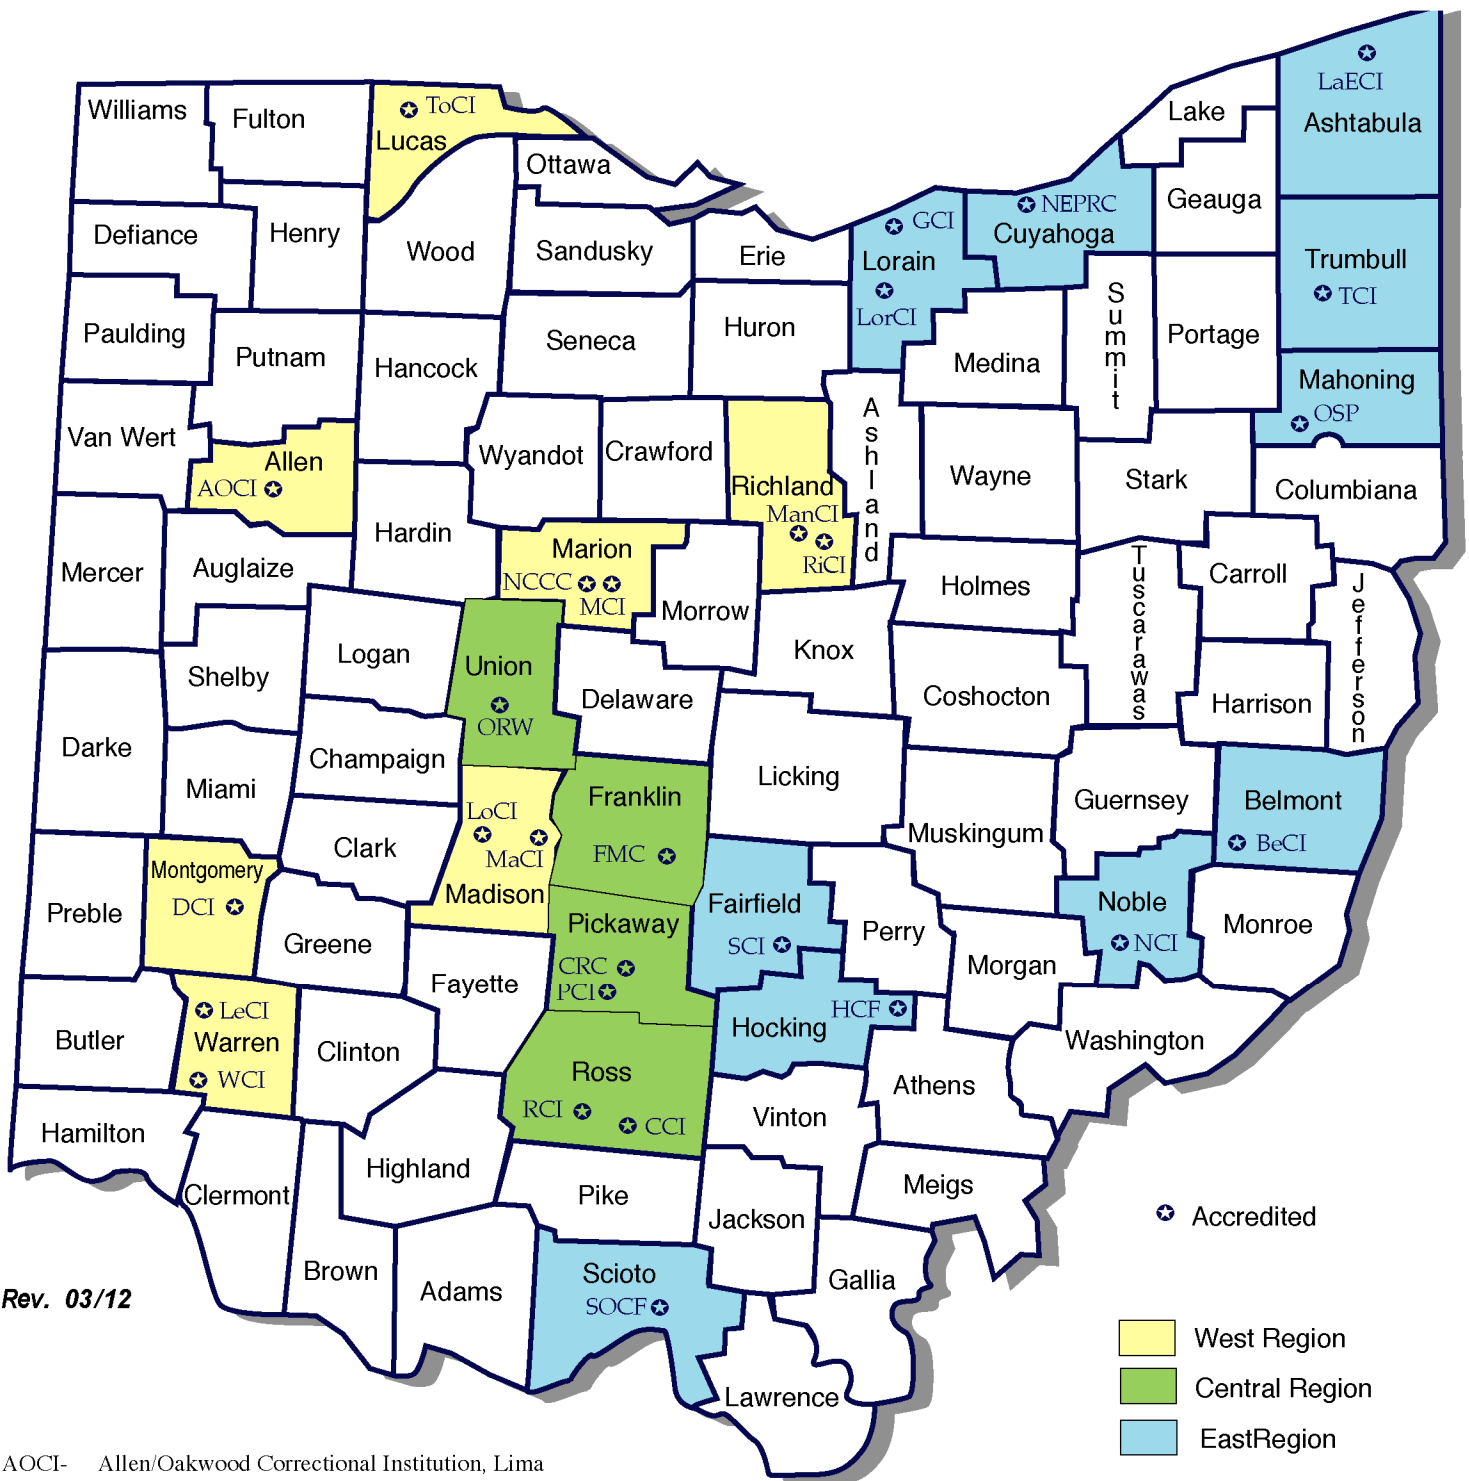 LaECI
Ashtabula
Williams
Fulton
ToCI
Lucas
Lake
Ottawa
Geauga
NEPRC
Cuyahoga
GCI
Lorain
LorCI
Defiance
Henry
Wood
Sandusky
Erie
Trumbull
TCI
Paulding
Putnam
Hancock
Seneca
Huron
Medina
Summit
Portage
Mahoning
OSP
Van Wert
Allen
AOCI
Wyandot
Crawford
Richland
ManCI
RiCI
Ashland
Wayne
Stark
Columbiana
Mercer
Auglaize
Hardin
Marion
NCCC
MCI
Morrow
Holmes
Tuscarawas
Carroll
Jefferson
Logan
Union
ORW
Knox
Shelby
Delaware
Coshocton
Harrison
Darke
Champaign
Licking
Miami
Franklin
FMC
Guernsey
Belmont
BeCI
Clark
LoCI
MaCI
Madison
Muskingum
Montgomery
DCI
Preble
Greene
Pickaway
CRC
PCI
Fairfield
SCI
Perry
Noble
NCI
Monroe
Fayette
Morgan
Hocking
HCF
Butler
LeCI
Warren
WCI
Clinton
Ross
RCI
CCI
Washington
Athens
Vinton
Hamilton
Highland
Meigs
Clermont
Pike
Jackson
Accredited
Brown
Adams
Scioto
SOCF
Gallia
Rev. 03/12
West Region
Central Region
Lawrence
EastRegion
AOCI- Allen/Oakwood Correctional Institution, Lima